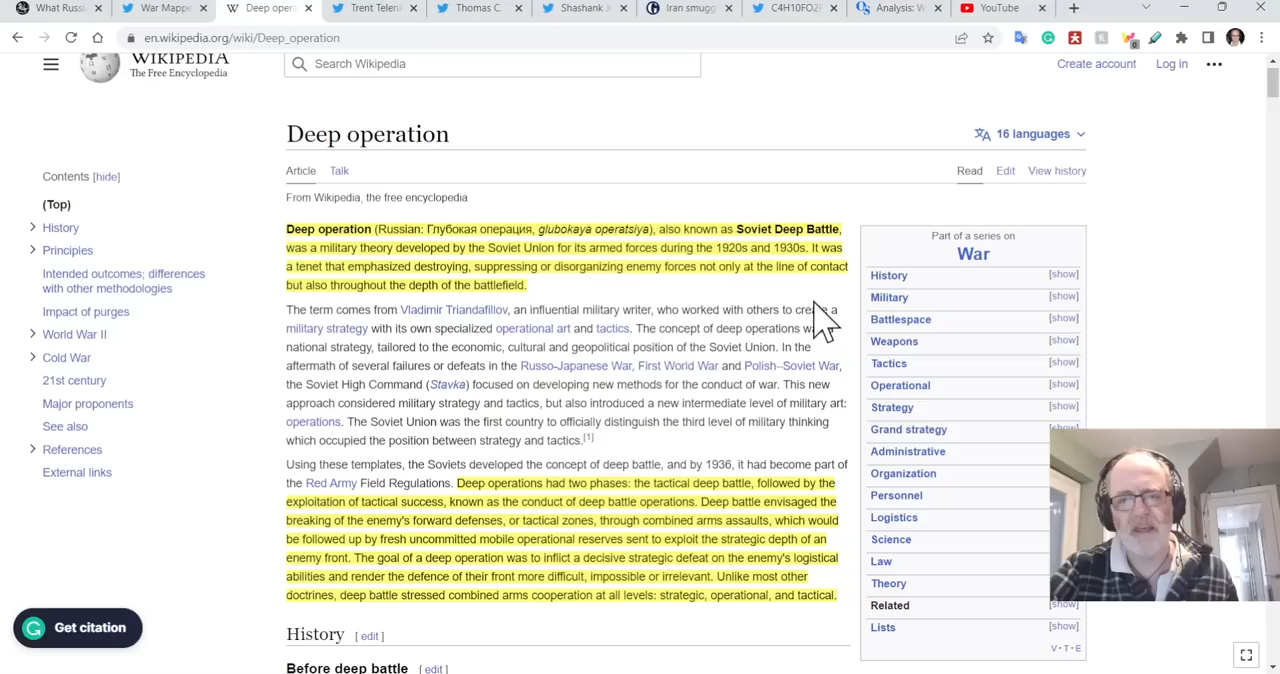 What Russi
War Mappe
Deep opera
Trent Telen
Thomas C.
Shashank J
Iran smugg
C4H10FO2P
Analysis: W
YouTube
en.wikipedia.org/wiki/Deep_operation
WIKIPEDIA
The Free Encyclopedia
Search Wikipedia
Create account
Log in
Deep operation
16 languages
Article
Talk
Read
Edit
View history
From Wikipedia, the free encyclopedia
Contents [hide]
(Top)
History
Principles
Intended outcomes; differences
with other methodologies
Impact of purges
World War II
Cold War
21st century
Major proponents
See also
References
External links
Deep operation (Russian: Глубокая операция, glubokaya operatsiya), also known as Soviet Deep Battle,
was a military theory developed by the Soviet Union for its armed forces during the 1920s and 1930s. It was
a tenet that emphasized destroying, suppressing or disorganizing enemy forces not only at the line of contact
but also throughout the depth of the battlefield.
The term comes from Vladimir Triandafillov, an influential military writer, who worked with others to create a
military strategy with its own specialized operational art and tactics. The concept of deep operations w
national strategy, tailored to the economic, cultural and geopolitical position of the Soviet Union. In the
aftermath of several failures or defeats in the Russo-Japanese War, First World War and Polish–Soviet War,
the Soviet High Command (Stavka) focused on developing new methods for the conduct of war. This new
approach considered military strategy and tactics, but also introduced a new intermediate level of military art:
operations. The Soviet Union was the first country to officially distinguish the third level of military thinking
which occupied the position between strategy and tactics.[1]
Using these templates, the Soviets developed the concept of deep battle, and by 1936, it had become part of
the Red Army Field Regulations. Deep operations had two phases: the tactical deep battle, followed by the
exploitation of tactical success, known as the conduct of deep battle operations. Deep battle envisaged the
breaking of the enemy's forward defenses, or tactical zones, through combined arms assaults, which would
be followed up by fresh uncommitted mobile operational reserves sent to exploit the strategic depth of an
enemy front. The goal of a deep operation was to inflict a decisive strategic defeat on the enemy's logistical
abilities and render the defence of their front more difficult, impossible or irrelevant. Unlike most other
doctrines, deep battle stressed combined arms cooperation at all levels: strategic, operational, and tactical.
History [ edit ]
Before deep battle [ edit ]
Part of a series on
War
History [show]
Military [show]
Battlespace [show]
Weapons [show]
Tactics [show]
Operational [show]
Strategy [show]
Grand strategy [show]
Administrative
Organization
Personnel
Logistics
Science
Law
Theory
Related [show]
Lists [show]
V·T·E
Get citation